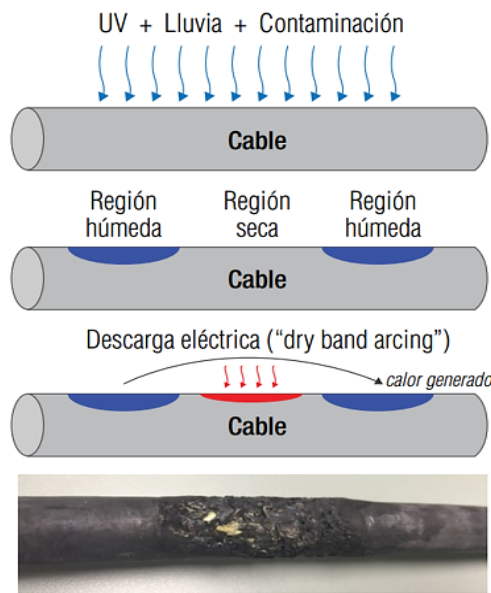 UV + Lluvia + Contaminación
Cable
Región húmeda
Región seca
Región húmeda
Cable
Descarga eléctrica (“dry band arcing”)
calor generado
Cable